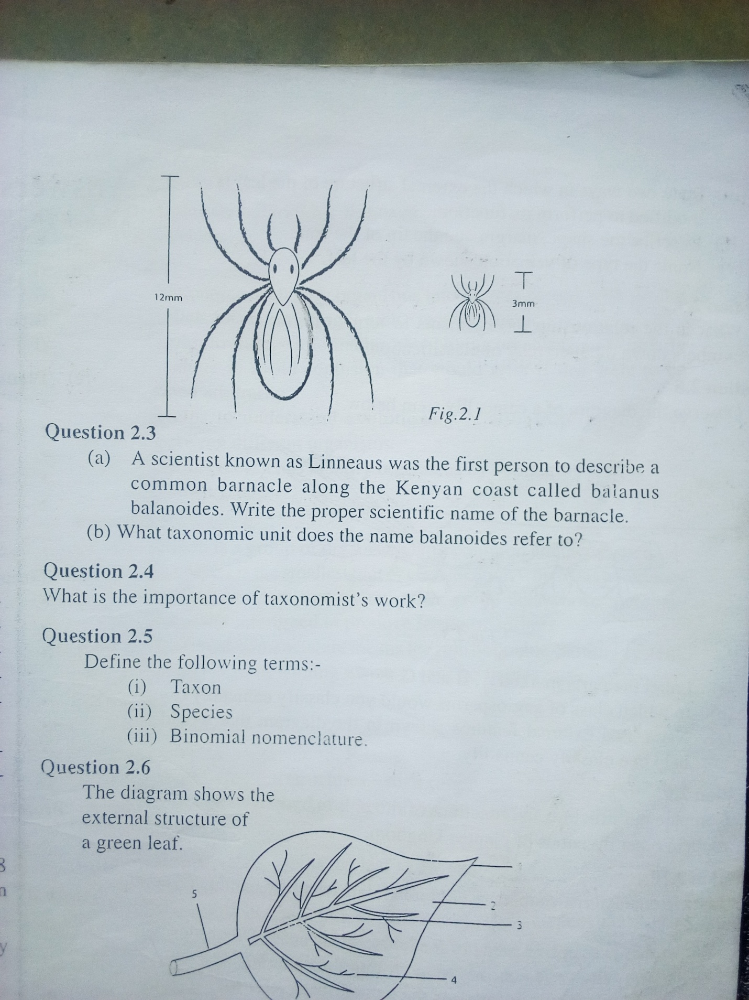 12mm
3mm
Fig.2.1
Question 2.3
(a) A scientist known as Linneaus was the first person to describe a
common barnacle along the Kenyan coast called balanus
balanoides. Write the proper scientific name of the barnacle.
(b) What taxonomic unit does the name balanoides refer to?
Question 2.4
What is the importance of taxonomist's work?
Question 2.5
Define the following terms:-
(i) Taxon
(ii) Species
(iii) Binomial nomenclature.
Question 2.6
The diagram shows the
external structure of
a green leaf.
1
5
2
3
4